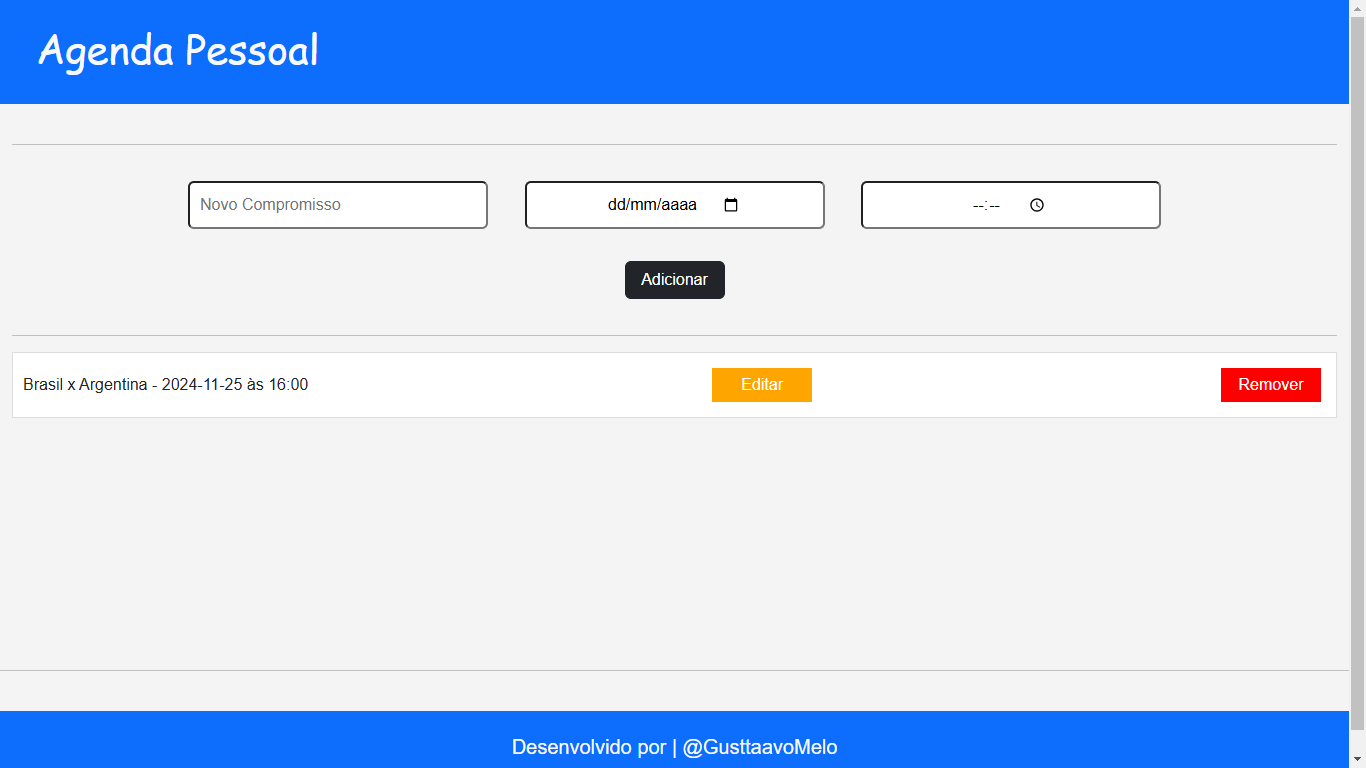 Agenda Pessoal
Novo Compromisso
dd/mm/aaaa
--:--
Adicionar
Brasil x Argentina - 2024-11-25 às 16:00
Editar
Remover
Desenvolvido por | @GusttaavoMelo